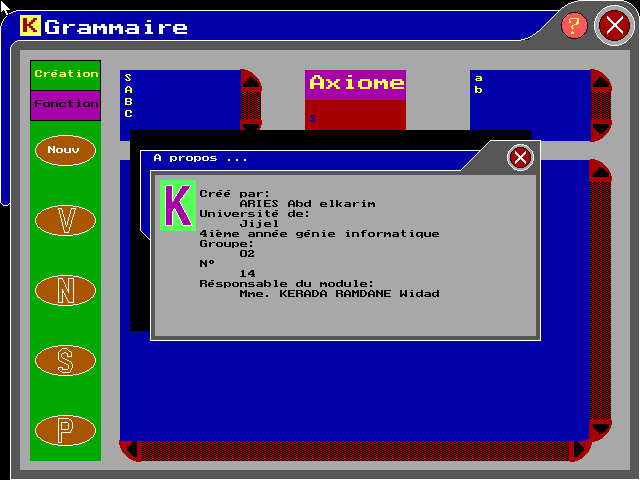 K Grammaire
?
Création
Fonction
Nouv
V
N
S
P
S
A
B
C
Axiome
S
a
b
A propos ...
K
Créé par:
ARIES Abd elkarim
Université de:
Jijel
4ième année génie informatique
Groupe:
02
N°
14
Résponsable du module:
Mme. KERADA RAMDANE Widad